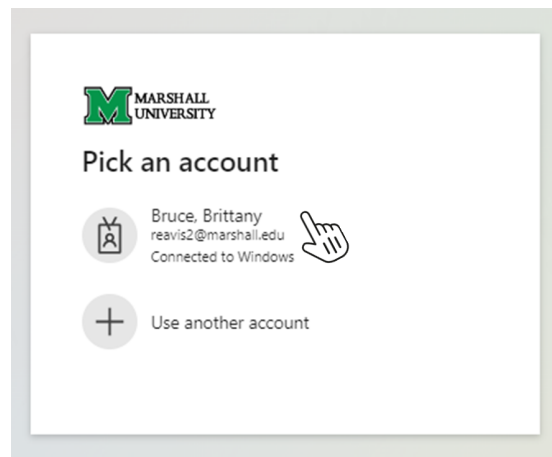 MARSHALL
UNIVERSITY
Pick an account
Bruce, Brittany
reavis2@marshall.edu
Connected to Windows
Use another account